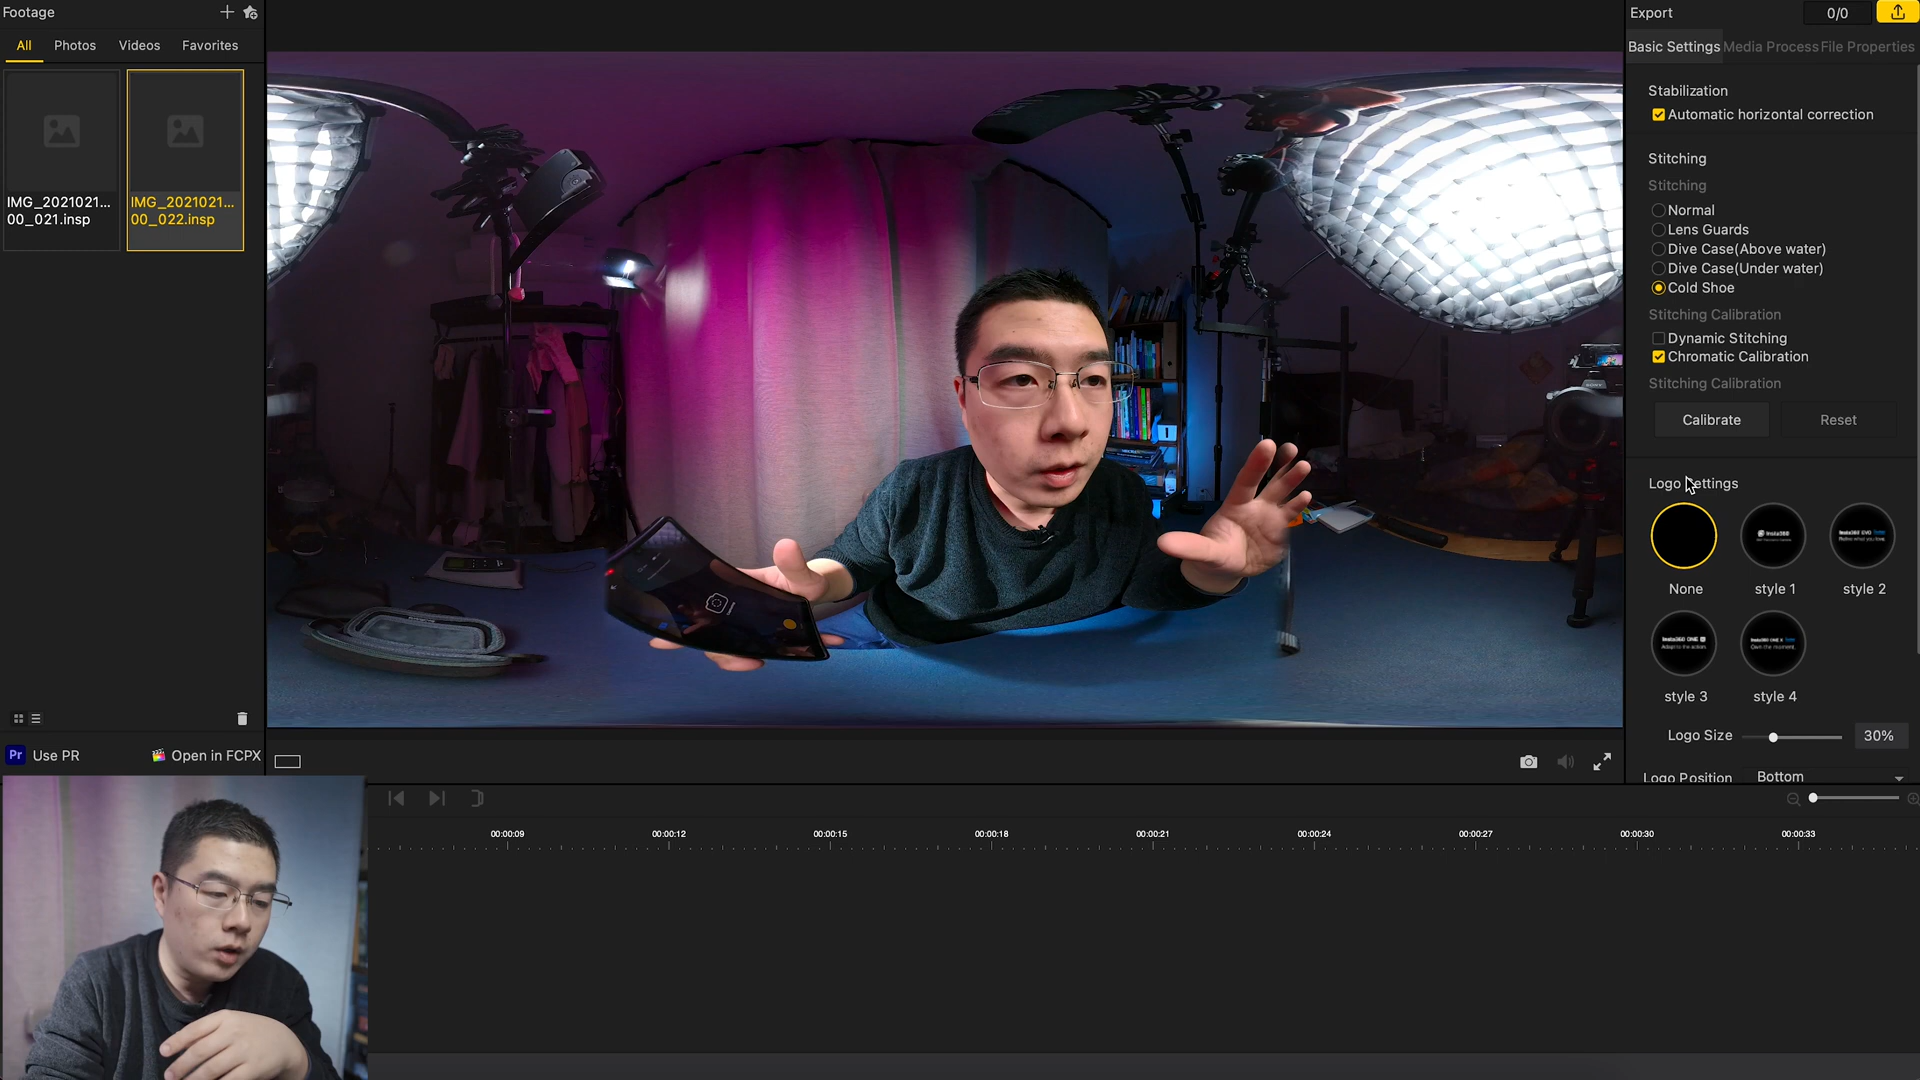 Footage
All Photos Videos Favorites
IMG_2021021...
00_021.insp
IMG_2021021...
00_022.insp
Pr Use PR
Open in FCPX
Export
0/0
Basic Settings Media Process File Properties
Stabilization
Automatic horizontal correction
Stitching
Stitching
Normal
Lens Guards
Dive Case(Above water)
Dive Case(Under water)
Cold Shoe
Stitching Calibration
Dynamic Stitching
Chromatic Calibration
Stitching Calibration
Calibrate Reset
Logo Settings
None style 1 style 2
style 3 style 4
Logo Size 30%
Logo Position Bottom
00:00:09 00:00:12 00:00:15 00:00:18 00:00:21 00:00:24 00:00:27 00:00:30 00:00:33